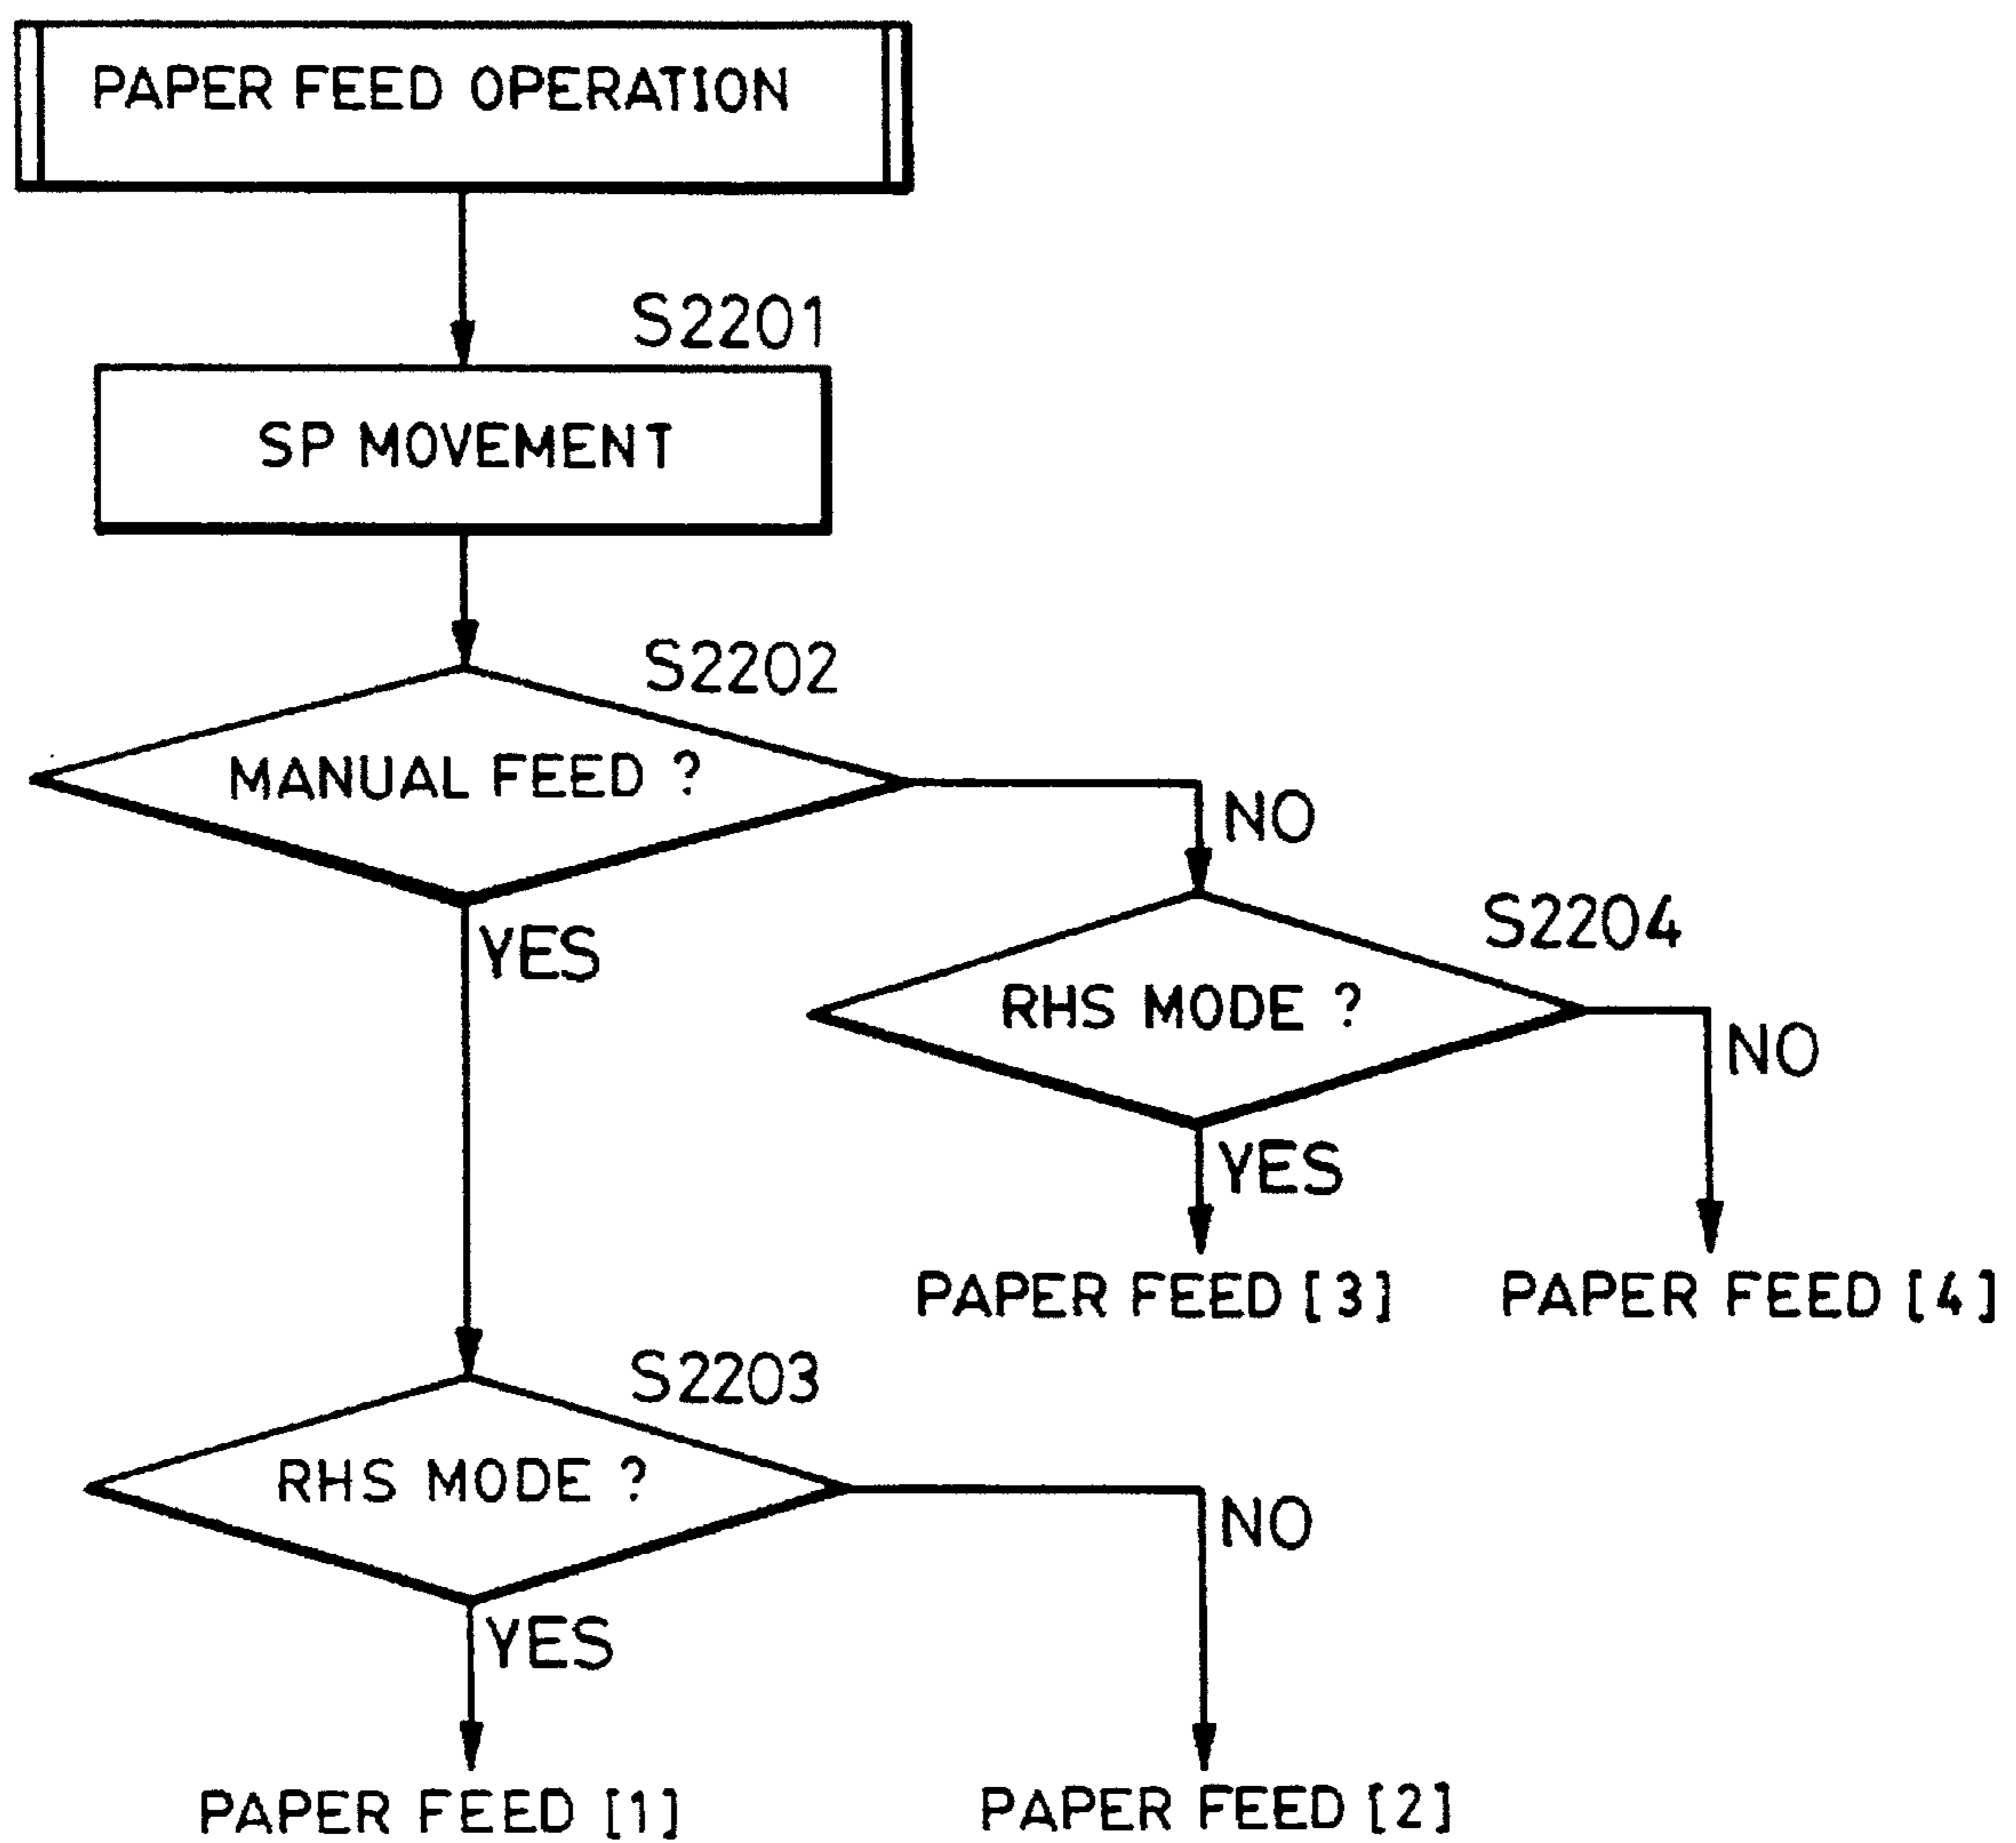 PAPER FEED OPERATION
S2201
SP MOVEMENT
S2202
MANUAL FEED ?
NO
YES
S2204
RHS MODE ?
NO
YES
PAPER FEED [3]
PAPER FEED [4]
S2203
RHS MODE ?
NO
YES
PAPER FEED [1]
PAPER FEED [2]